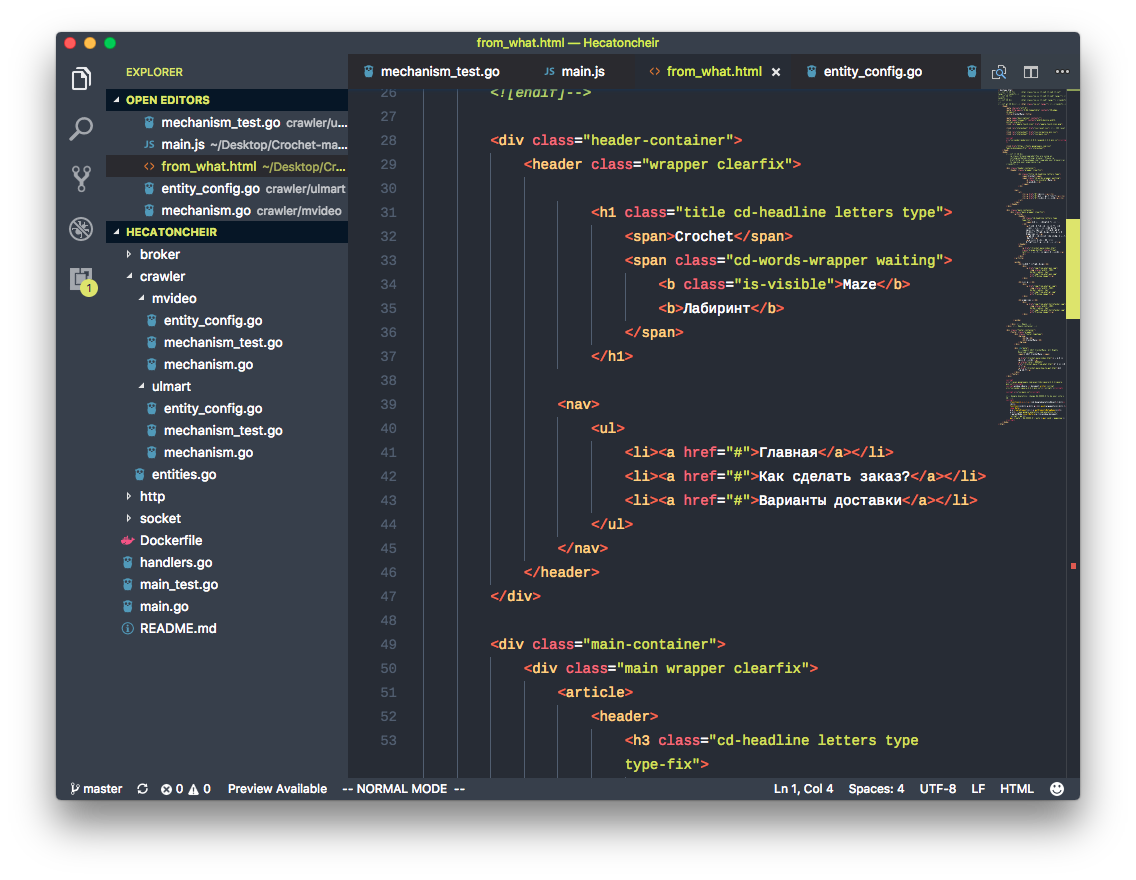 from_what.html — Hecatoncheir
EXPLORER
OPEN EDITORS
mechanism_test.go crawler/u...
JS main.js ~/Desktop/Crochet-ma...
<> from_what.html ~/Desktop/Cr...
entity_config.go crawler/ulmart
mechanism.go crawler/mvideo
HECATONCHEIR
broker
crawler
mvideo
entity_config.go
mechanism_test.go
mechanism.go
ulmart
entity_config.go
mechanism_test.go
mechanism.go
entities.go
http
socket
Dockerfile
handlers.go
main_test.go
main.go
README.md
1
mechanism_test.go JS main.js <> from_what.html × entity_config.go
26 <![endif]-->
27
28 <div class="header-container">
29 <header class="wrapper clearfix">
30
31 <h1 class="title cd-headline letters type">
32 <span>Crochet</span>
33 <span class="cd-words-wrapper waiting">
34 <b class="is-visible">Maze</b>
35 <b>Лабиринт</b>
36 </span>
37 </h1>
38
39 <nav>
40 <ul>
41 <li><a href="#">Главная</a></li>
42 <li><a href="#">Как сделать заказ?</a></li>
43 <li><a href="#">Варианты доставки</a></li>
44 </ul>
45 </nav>
46 </header>
47 </div>
48
49 <div class="main-container">
50 <div class="main wrapper clearfix">
51 <article>
52 <header>
53 <h3 class="cd-headline letters type
type-fix">
master 0 0 Preview Available -- NORMAL MODE -- Ln 1, Col 4 Spaces: 4 UTF-8 LF HTML